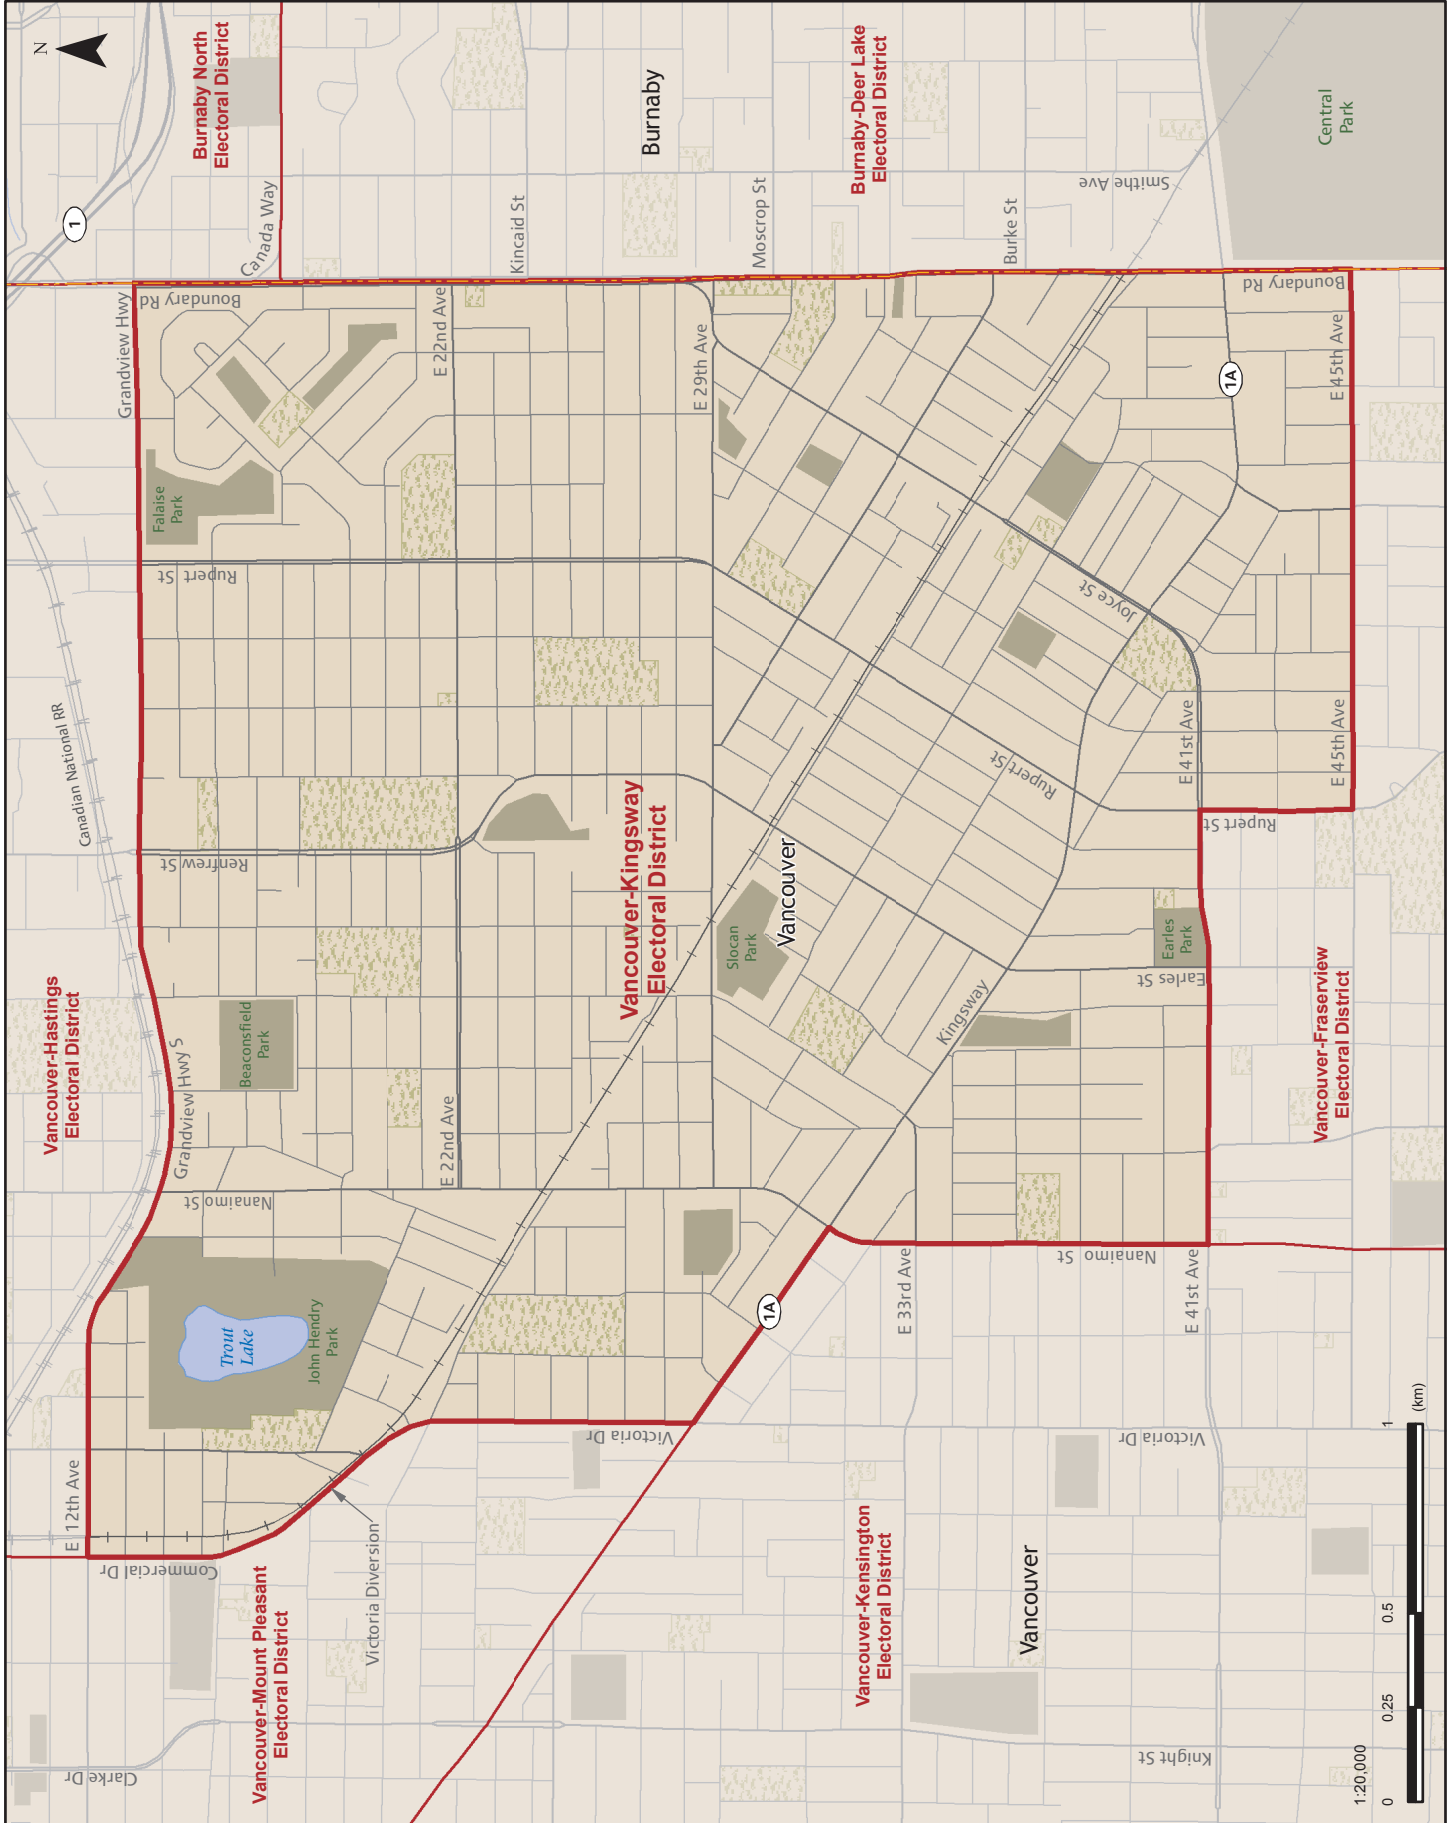 N
Burnaby North
Electoral District
1
Canada Way
Kincaid St
Burnaby
Moscrop St
Burnaby-Deer Lake
Electoral District
Burke St
Smithe Ave
Central
Park
Grandview Hwy
Boundary Rd
E 22nd Ave
E 29th Ave
Boundary Rd
1A
E 45th Ave
Falaise
Park
Rupert St
Joyce St
Canadian National RR
Renfrew St
Vancouver-Kingsway
Electoral District
Rupert St
E 41st Ave
E 45th Ave
Rupert St
Vancouver
Slocan
Park
Earles
Park
Earles St
Kingsway
Vancouver-Hastings
Electoral District
Beaconsfield
Park
Grandview Hwy S
E 22nd Ave
Nanaimo St
Vancouver-Fraserview
Electoral District
Trout
Lake
John Hendry
Park
1A
E 33rd Ave
Nanaimo
St
E 41st Ave
E 12th Ave
Commercial Dr
Victoria Dr
Victoria Dr
Victoria Diversion
Vancouver-Mount Pleasant
Electoral District
Vancouver-Kensington
Electoral District
Vancouver
Clarke Dr
Knight St
1:20,000
0
0.25
0.5
1
(km)